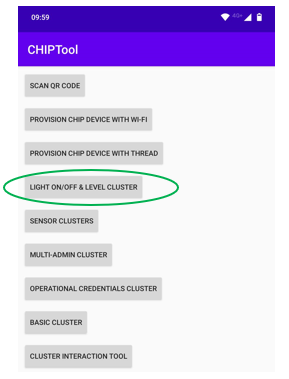 09:59
4G+
CHIPTool
SCAN QR CODE
PROVISION CHIP DEVICE WITH WI-FI
PROVISION CHIP DEVICE WITH THREAD
LIGHT ON/OFF & LEVEL CLUSTER
SENSOR CLUSTERS
MULTI-ADMIN CLUSTER
OPERATIONAL CREDENTIALS CLUSTER
BASIC CLUSTER
CLUSTER INTERACTION TOOL